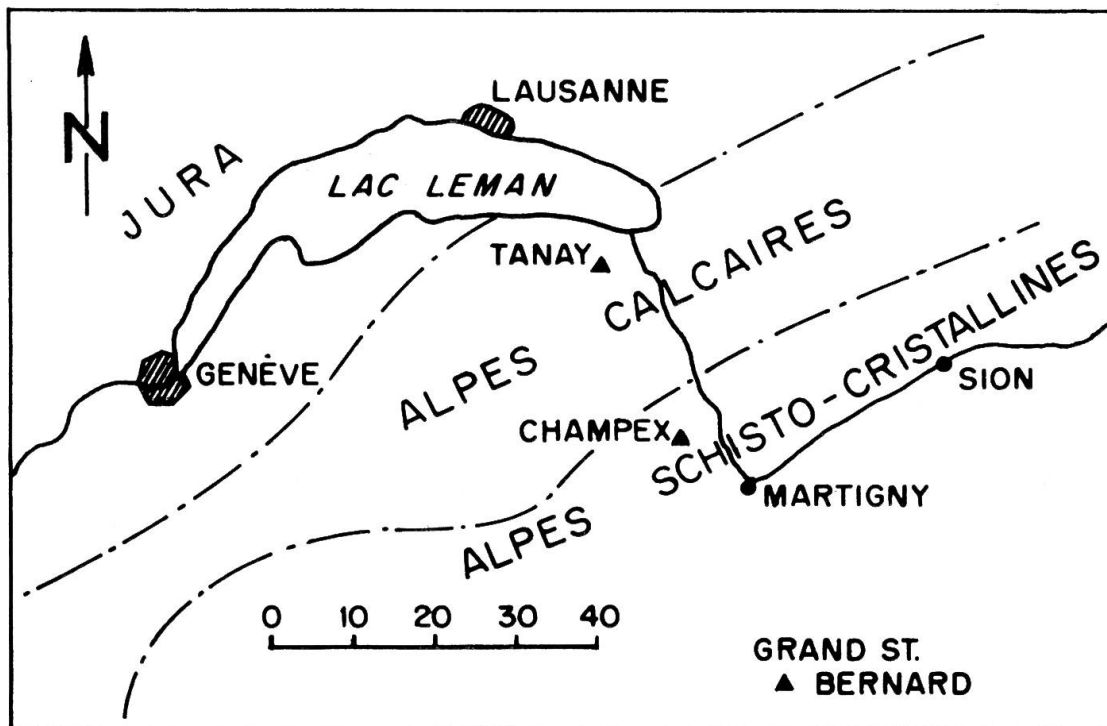 N
LAUSANNE
JURA
LAC LEMAN
TANAY
CALCAIRES
GENÈVE
ALPES
SCHISTO-CRISTALLINES
SION
CHAMPEX
MARTIGNY
ALPES
0 10 20 30 40
GRAND ST.
BERNARD